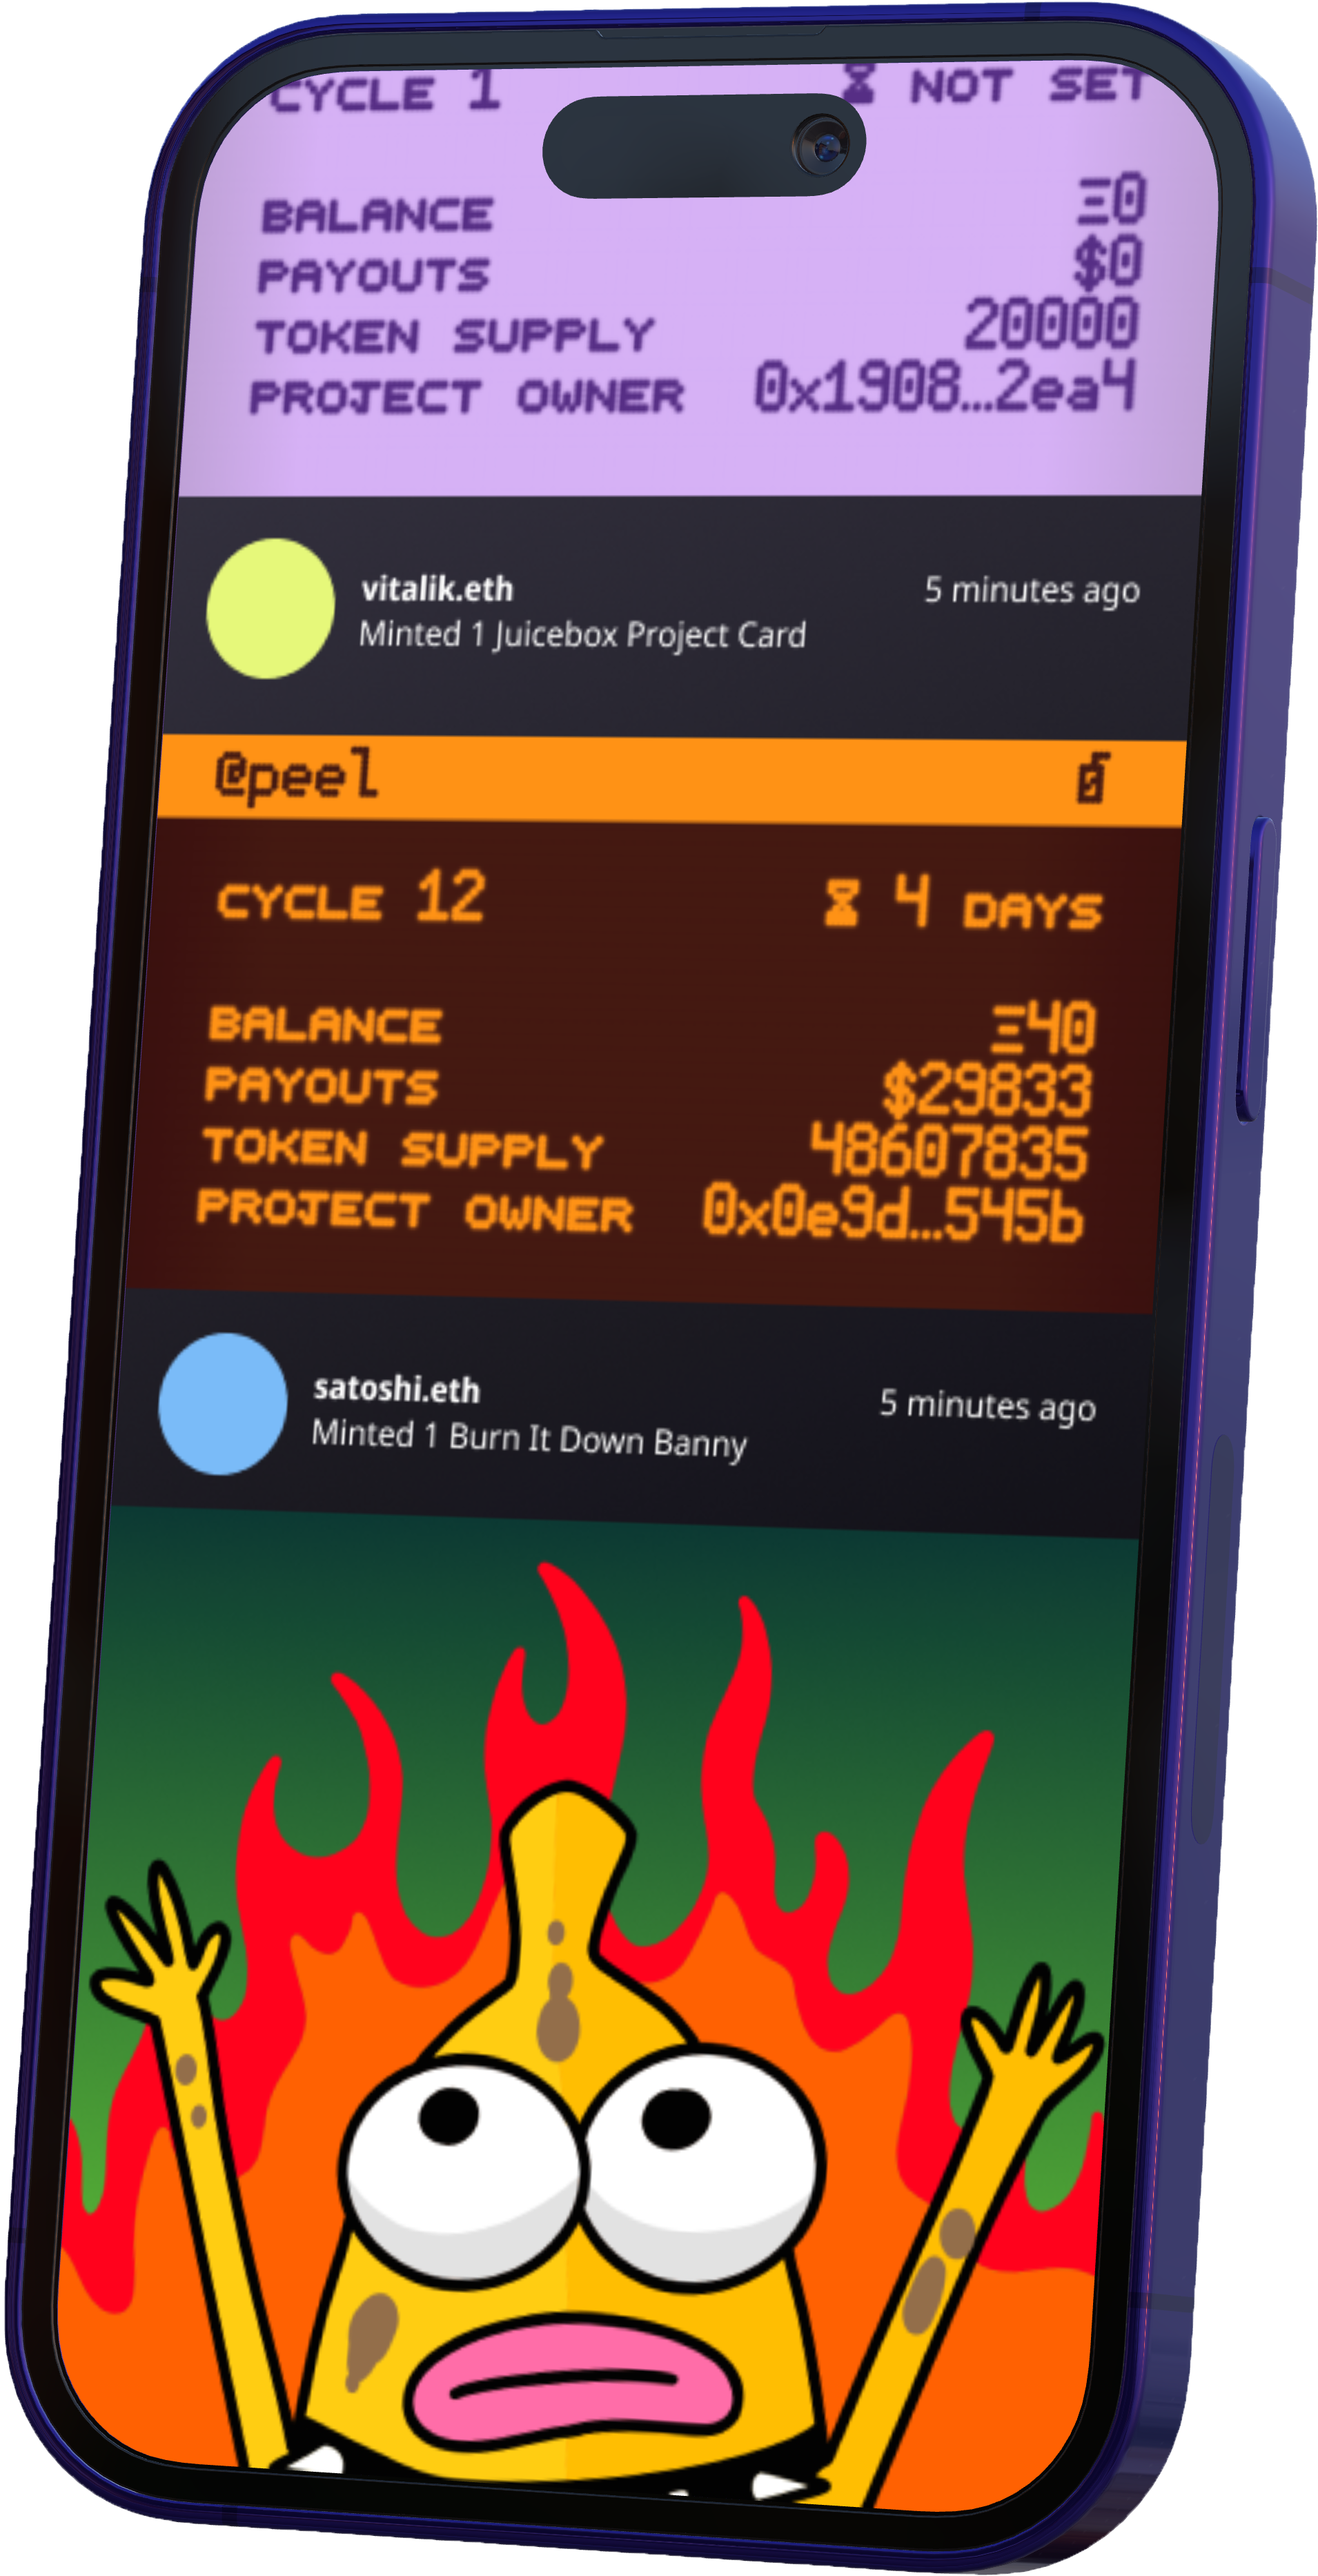 CYCLE 1 NOT SET
BALANCE Ξ0
PAYOUTS $0
TOKEN SUPPLY 20000
PROJECT OWNER 0x1908…2ea4
vitalik.eth 5 minutes ago
Minted 1 Juicebox Project Card
@peel
CYCLE 12 4 DAYS
BALANCE Ξ40
PAYOUTS $29833
TOKEN SUPPLY 48607835
PROJECT OWNER 0x0e9d…545b
satoshi.eth 5 minutes ago
Minted 1 Burn It Down Banny